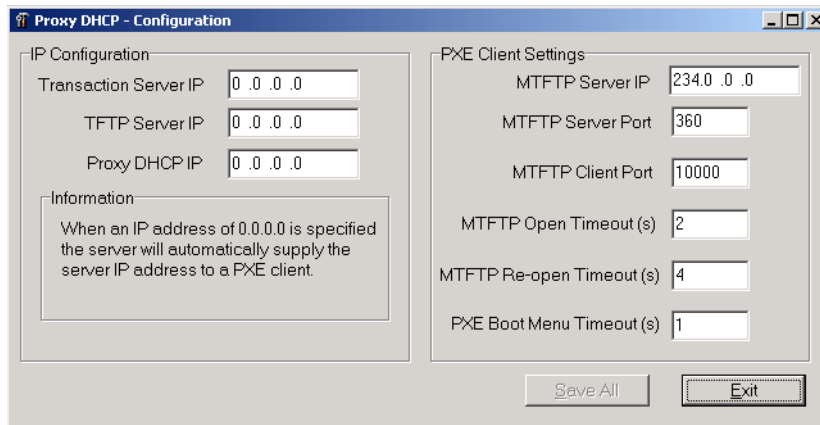 Proxy DHCP - Configuration
IP Configuration
Transaction Server IP 0 .0 .0 .0
TFTP Server IP 0 .0 .0 .0
Proxy DHCP IP 0 .0 .0 .0
Information
When an IP address of 0.0.0.0 is specified
the server will automatically supply the
server IP address to a PXE client.
PXE Client Settings
MTFTP Server IP 234.0 .0 .0
MTFTP Server Port 360
MTFTP Client Port 10000
MTFTP Open Timeout (s) 2
MTFTP Re-open Timeout (s) 4
PXE Boot Menu Timeout (s) 1
Save All Exit